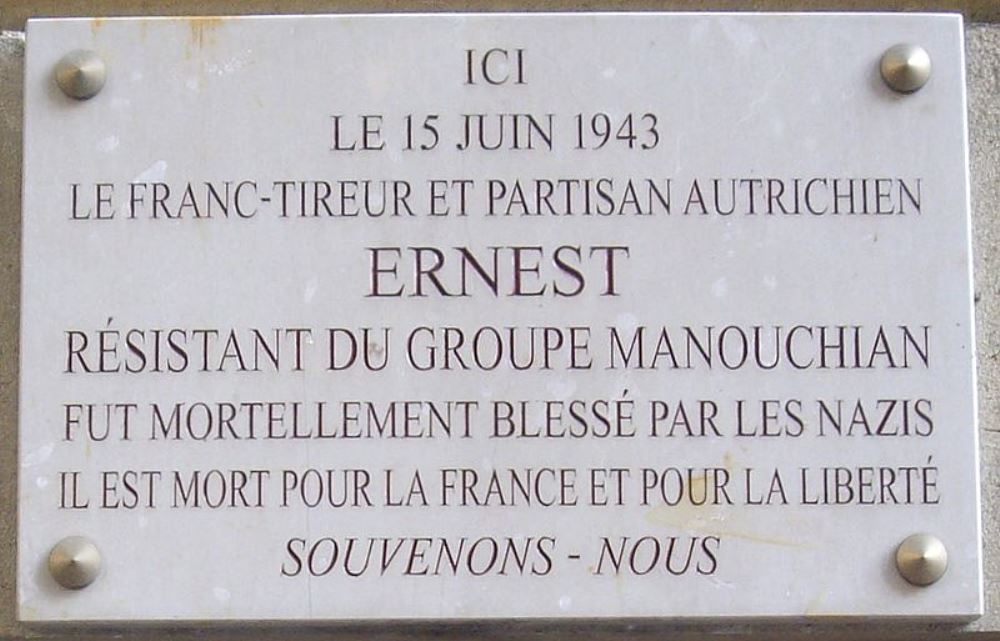 ICI
LE 15 JUIN 1943
LE FRANC-TIREUR ET PARTISAN AUTRICHIEN
ERNEST
RÉSISTANT DU GROUPE MANOUCHIAN
FUT MORTELLEMENT BLESSÉ PAR LES NAZIS
IL EST MORT POUR LA FRANCE ET POUR LA LIBERTÉ
SOUVENONS - NOUS